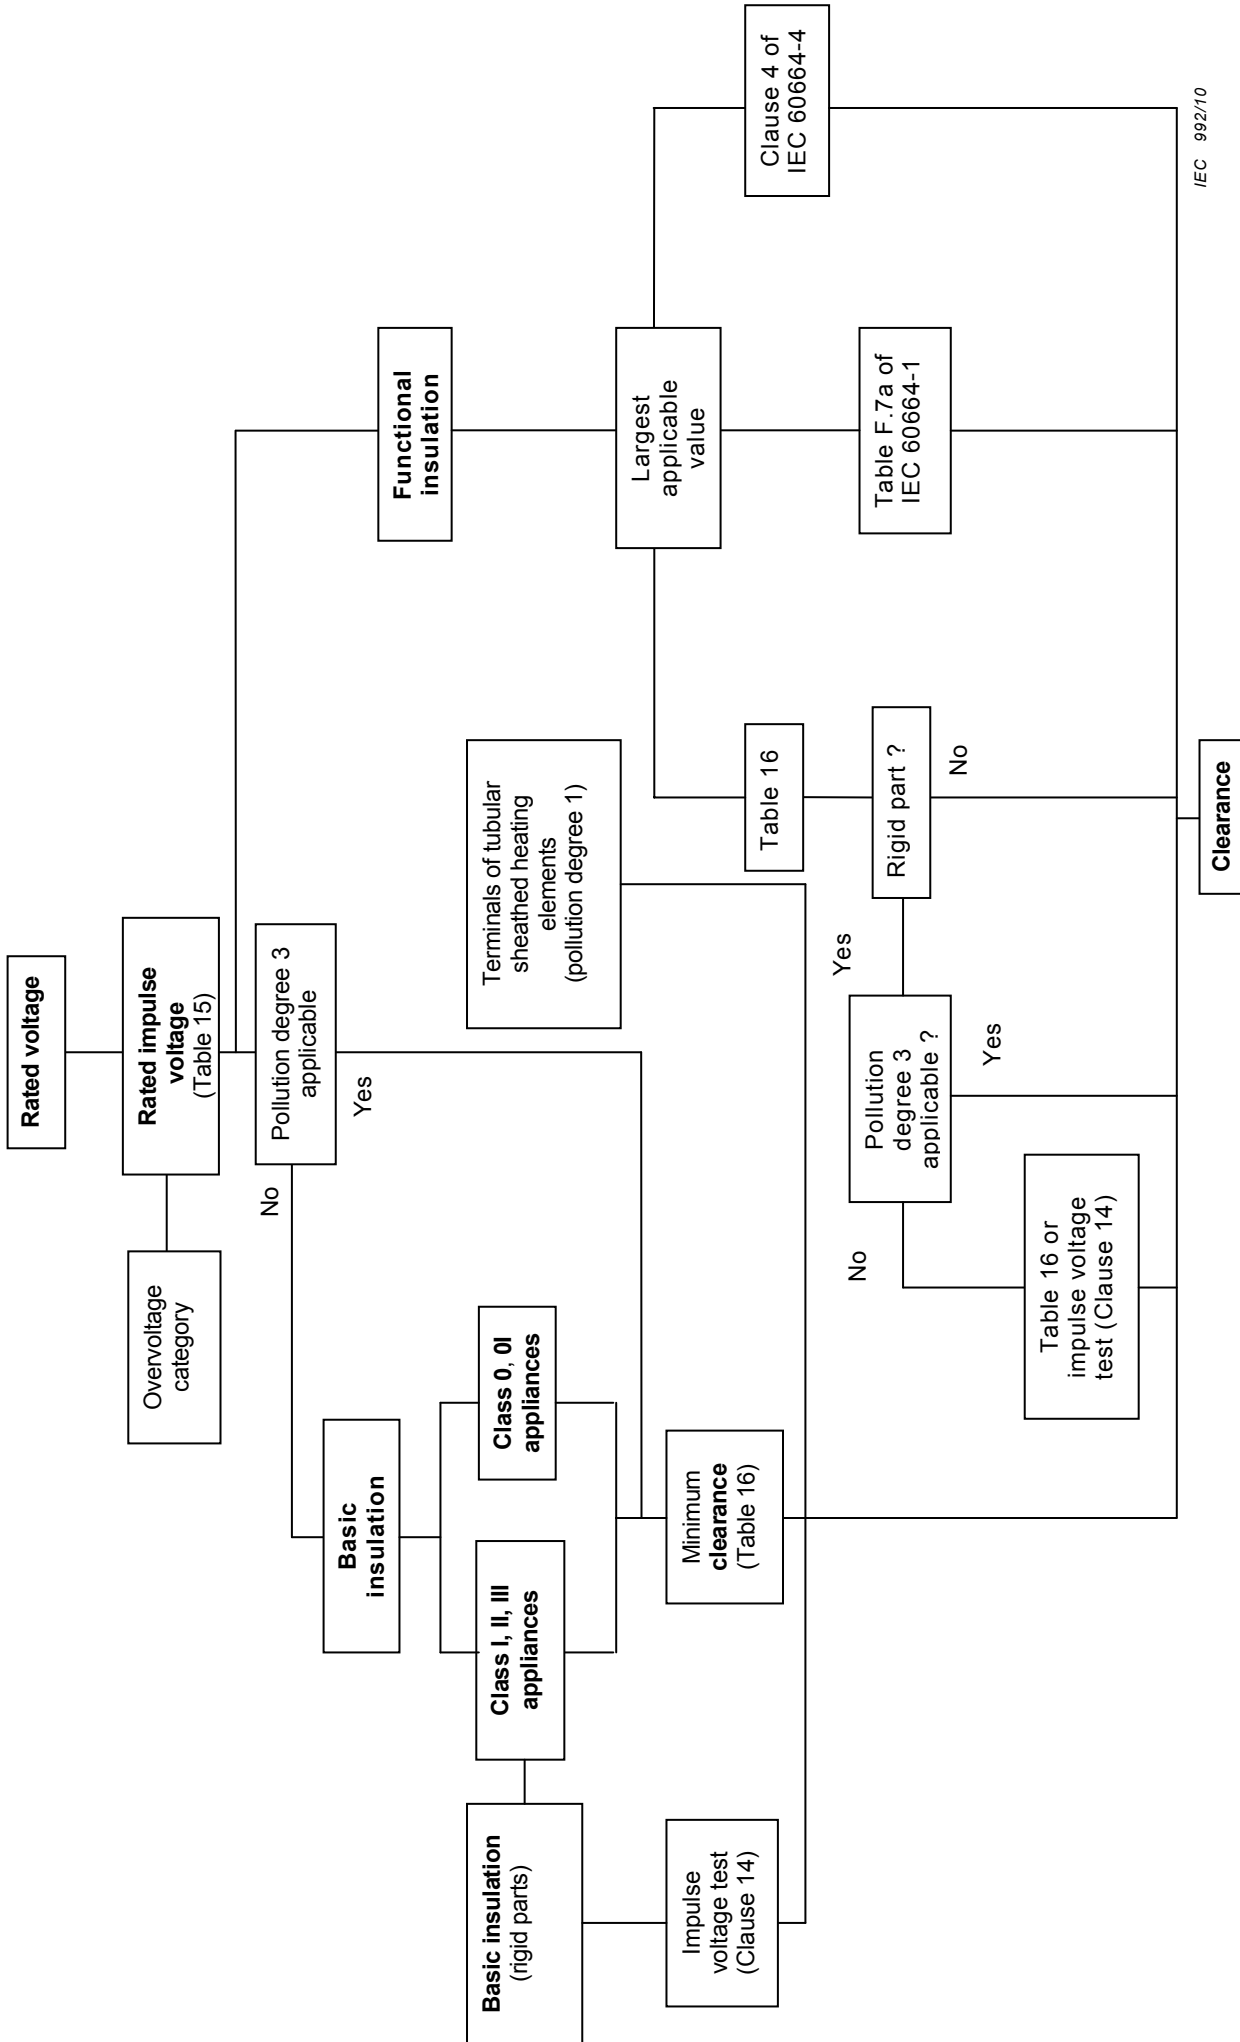 Rated voltage
Overvoltage
category
Rated impulse
voltage
(Table 15)
Pollution degree 3
applicable
No
Yes
Basic
insulation
Functional
insulation
Basic insulation
(rigid parts)
Class I, II, III
appliances
Class 0, 0I
appliances
Terminals of tubular
sheathed heating
elements
(pollution degree 1)
Largest
applicable
value
Impulse
voltage test
(Clause 14)
Minimum
clearance
(Table 16)
Table 16
Table F.7a of
IEC 60664-1
Clause 4 of
IEC 60664-4
Rigid part ?
Yes
No
Pollution
degree 3
applicable ?
No
Yes
Table 16 or
impulse voltage
test (Clause 14)
Clearance
IEC 992/10